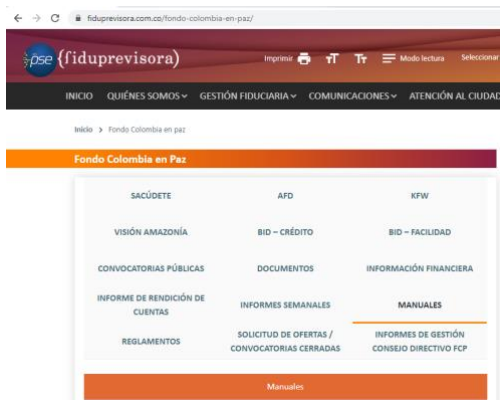 fiduprevisora.com.co/fondo-colombia-en-paz/
pse {fiduprevisora) Imprimir TT Tт Modo lectura Seleccionar
INICIO QUIÉNES SOMOS GESTIÓN FIDUCIARIA COMUNICACIONES ATENCIÓN AL CIUDAD
Inicio > Fondo Colombia en paz
Fondo Colombia en Paz
SACÚDETE AFD KFW
VISIÓN AMAZONÍA BID – CRÉDITO BID – FACILIDAD
CONVOCATORIAS PÚBLICAS DOCUMENTOS INFORMACIÓN FINANCIERA
INFORME DE RENDICIÓN DE
CUENTAS
INFORMES SEMANALES MANUALES
REGLAMENTOS
SOLICITUD DE OFERTAS /
CONVOCATORIAS CERRADAS
INFORMES DE GESTIÓN
CONSEJO DIRECTIVO FCP
Manuales